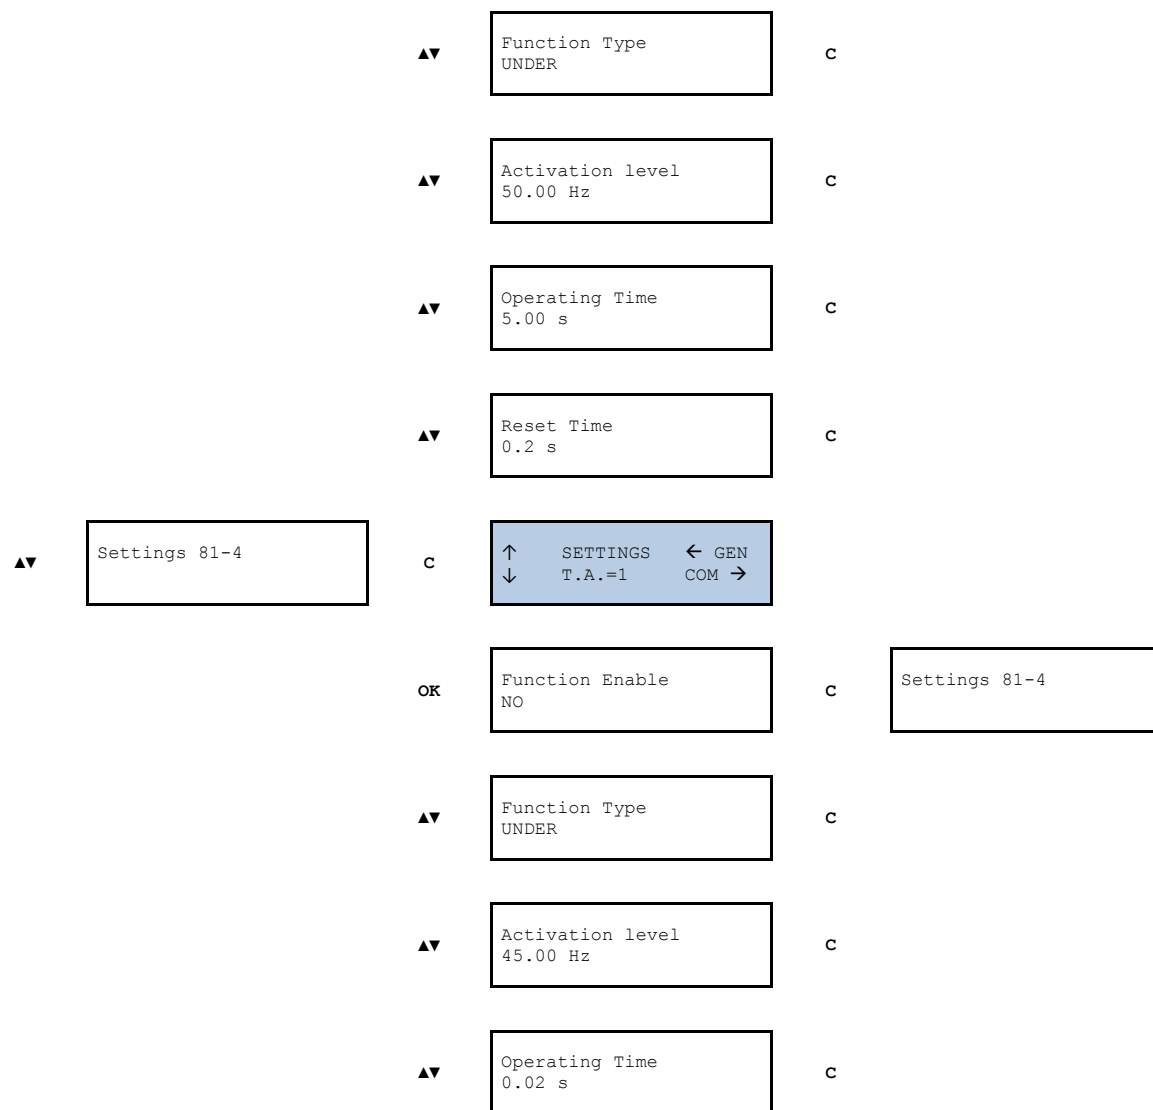 ▲▼
Function Type
UNDER
C
▲▼
Activation level
50.00 Hz
C
▲▼
Operating Time
5.00 s
C
▲▼
Reset Time
0.2 s
C
▲▼
Settings 81-4
C
↑ SETTINGS ← GEN
↓ T.A.=1 COM →
OK
Function Enable
NO
C
Settings 81-4
▲▼
Function Type
UNDER
C
▲▼
Activation level
45.00 Hz
C
▲▼
Operating Time
0.02 s
C